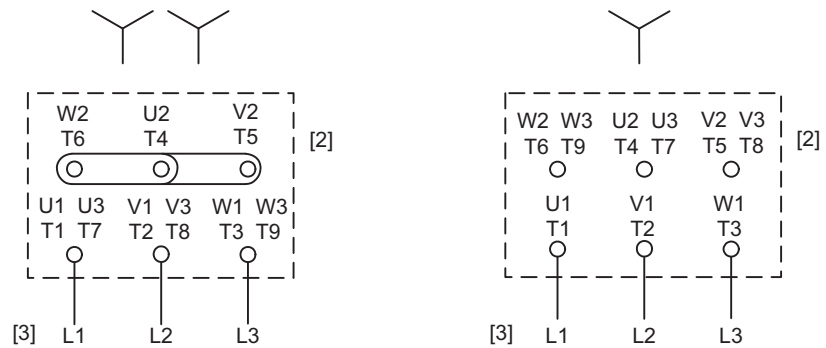 W2 U2 V2
T6 T4 T5
[2]
U1 U3 V1 V3 W1 W3
T1 T7 T2 T8 T3 T9
[3] L1 L2 L3
W2 W3 U2 U3 V2 V3
T6 T9 T4 T7 T5 T8
[2]
U1 V1 W1
T1 T2 T3
[3] L1 L2 L3